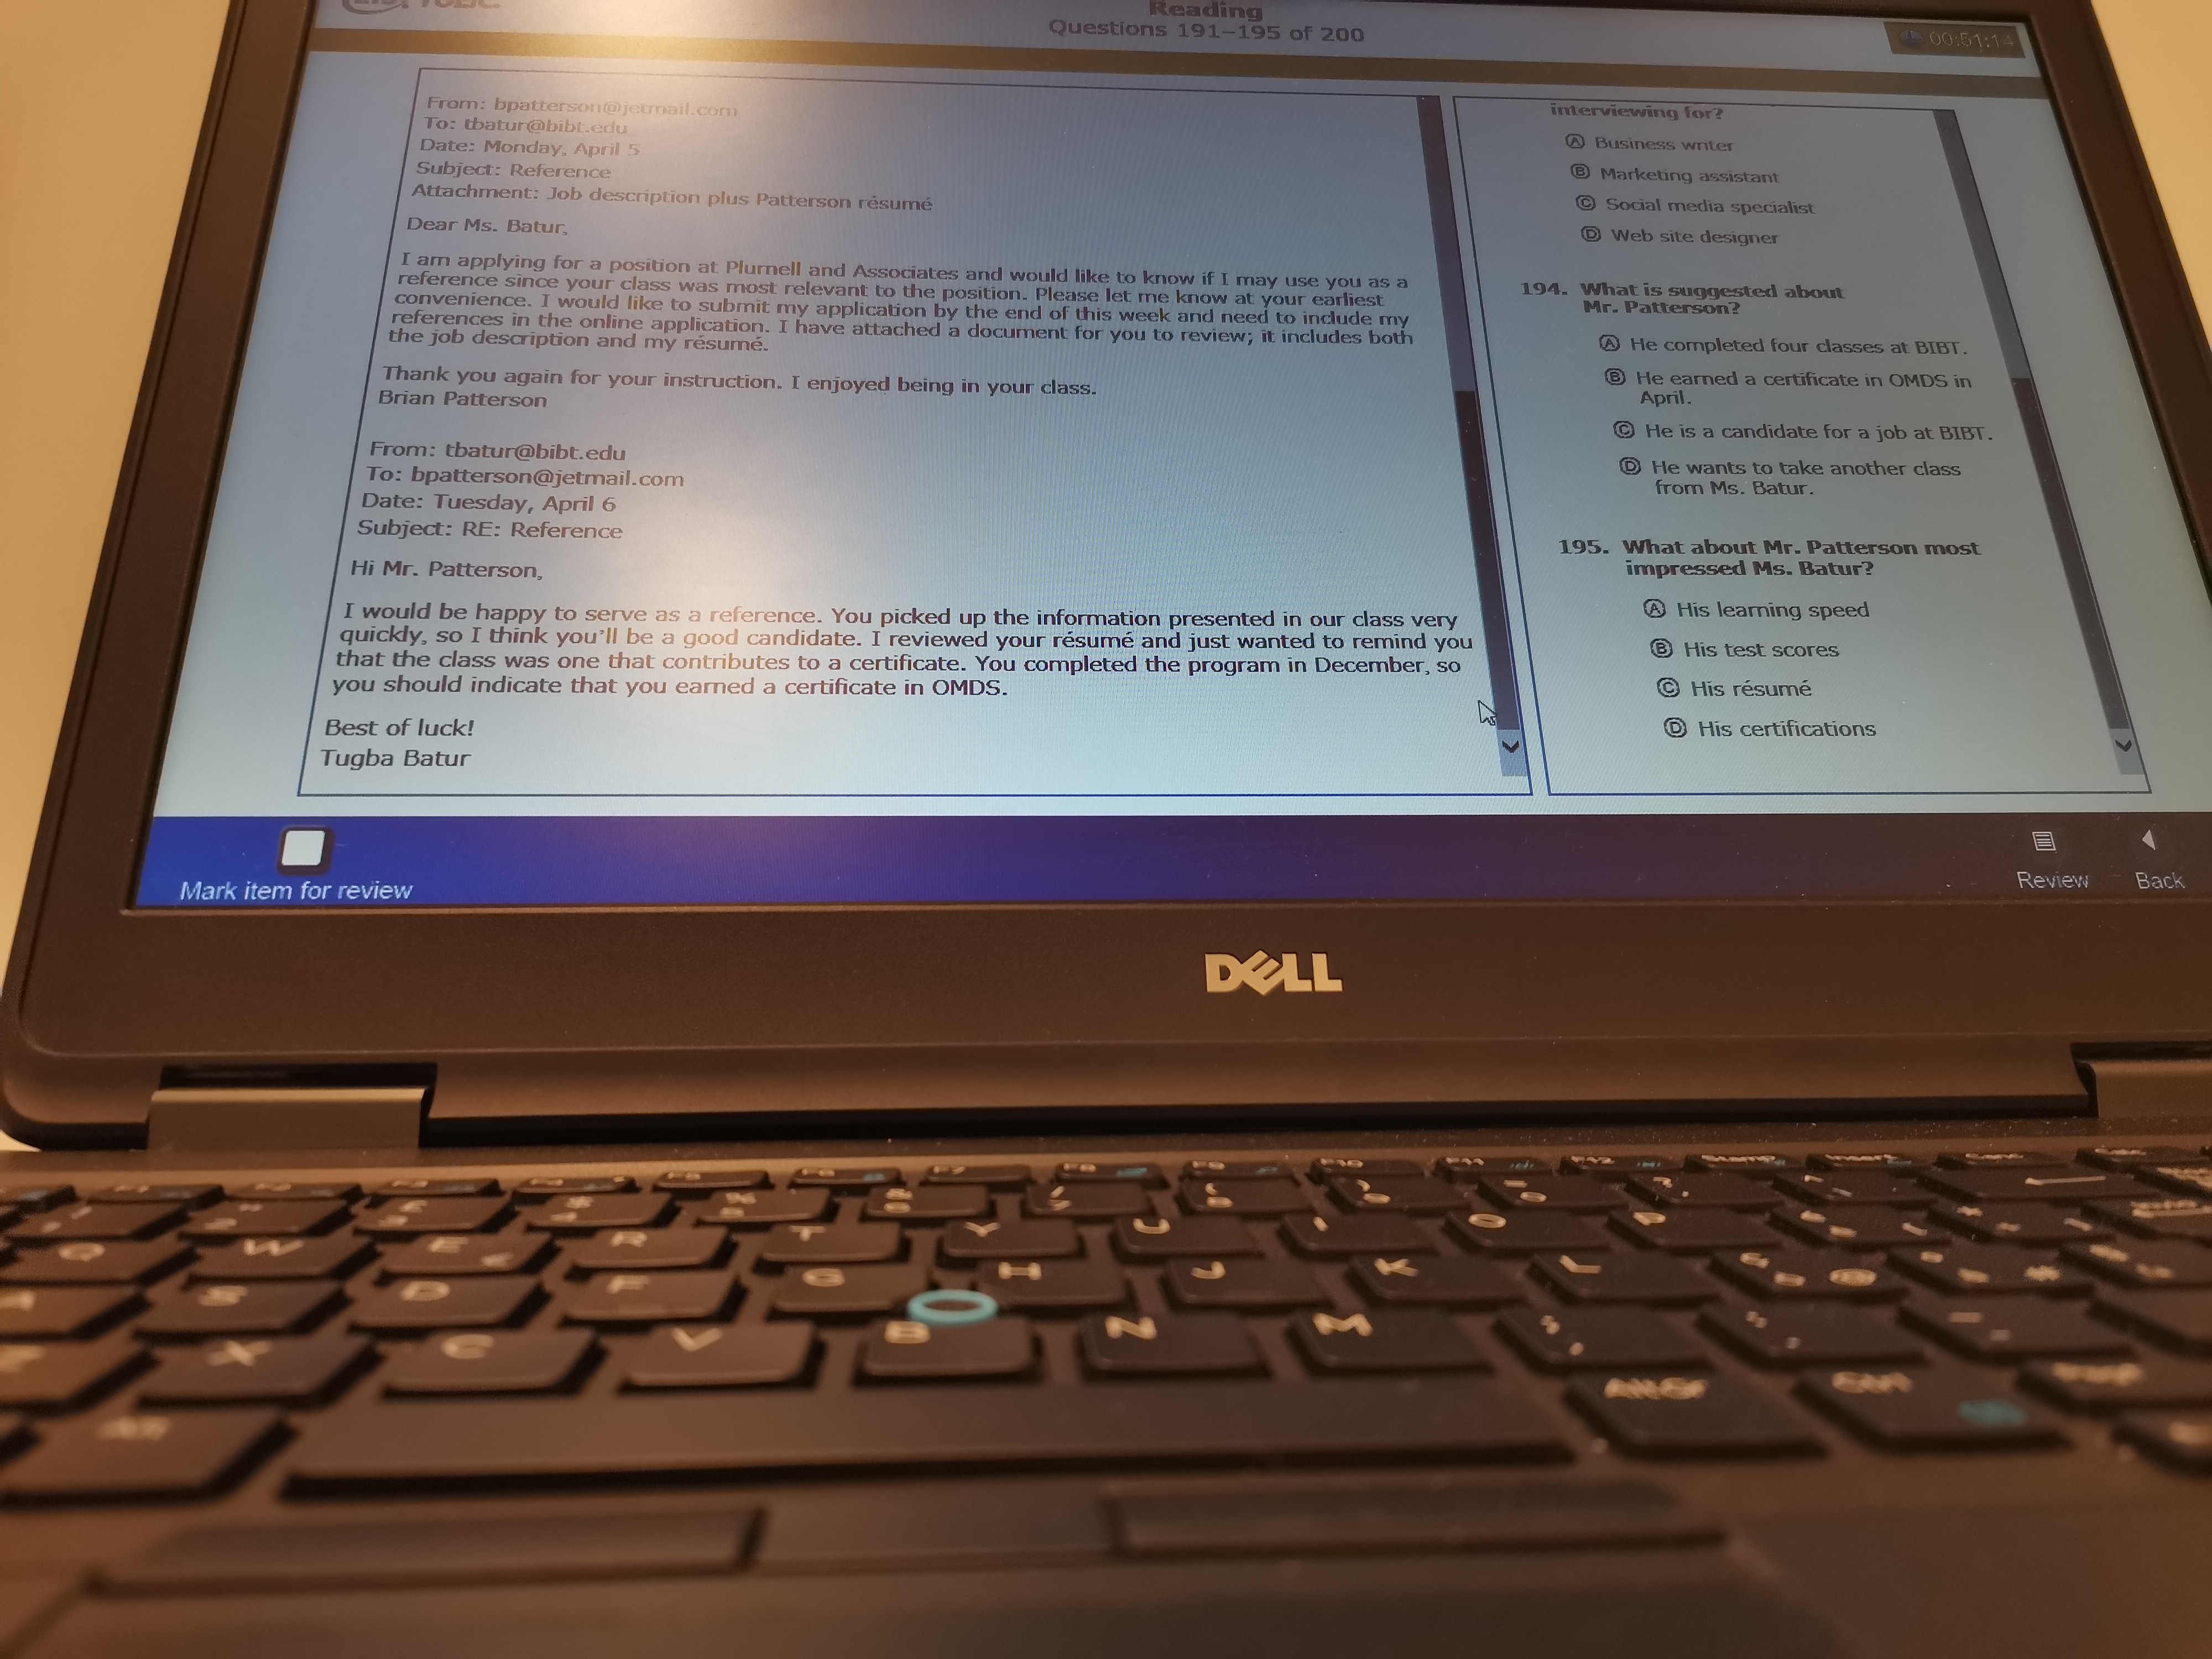 Reading
Questions 191–195 of 200
00:51:14
From: bpatterson@jetmail.com
To: tbatur@bibt.edu
Date: Monday, April 5
Subject: Reference
Attachment: Job description plus Patterson résumé
Dear Ms. Batur,
I am applying for a position at Plurnell and Associates and would like to know if I may use you as a
reference since your class was most relevant to the position. Please let me know at your earliest
convenience. I would like to submit my application by the end of this week and need to include my
references in the online application. I have attached a document for you to review; it includes both
the job description and my résumé.
Thank you again for your instruction. I enjoyed being in your class.
Brian Patterson
From: tbatur@bibt.edu
To: bpatterson@jetmail.com
Date: Tuesday, April 6
Subject: RE: Reference
Hi Mr. Patterson,
I would be happy to serve as a reference. You picked up the information presented in our class very
quickly, so I think you'll be a good candidate. I reviewed your résumé and just wanted to remind you
that the class was one that contributes to a certificate. You completed the program in December, so
you should indicate that you earned a certificate in OMDS.
Best of luck!
Tugba Batur
interviewing for?
A Business writer
B Marketing assistant
C Social media specialist
D Web site designer
194. What is suggested about
Mr. Patterson?
A He completed four classes at BIBT.
B He earned a certificate in OMDS in
April.
C He is a candidate for a job at BIBT.
D He wants to take another class
from Ms. Batur.
195. What about Mr. Patterson most
impressed Ms. Batur?
A His learning speed
B His test scores
C His résumé
D His certifications
Mark item for review
Review
Back
DELL
Q W E R T Y U I O P
S D F G H J K L
X C V B N M
Alt Gr